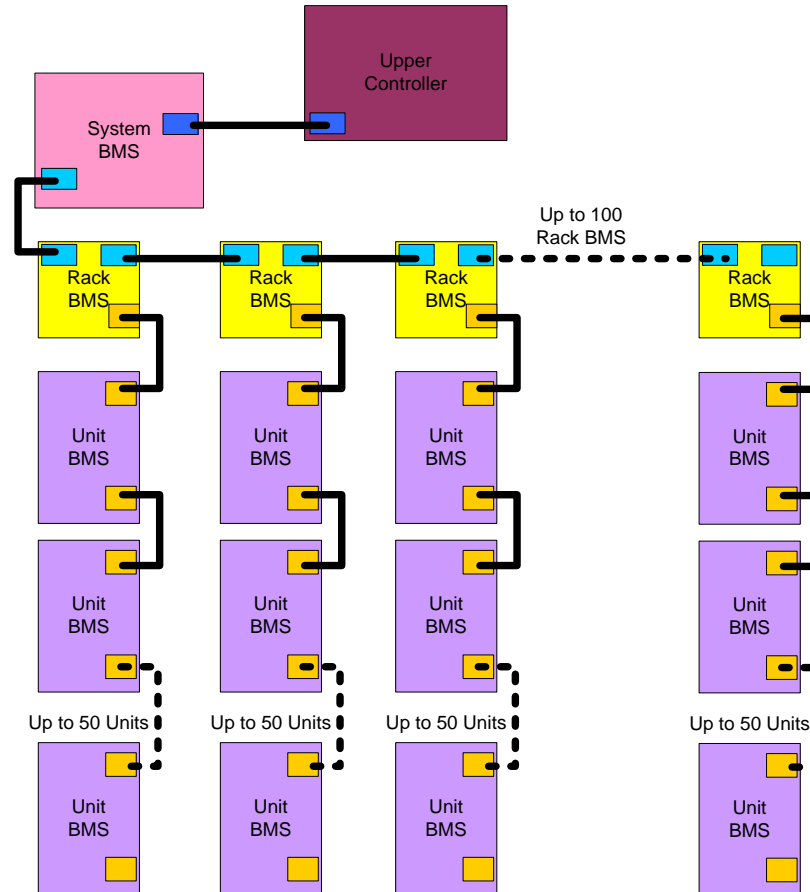 Upper
Controller
System
BMS
Up to 100
Rack BMS
Rack
BMS
Rack
BMS
Rack
BMS
Rack
BMS
Unit
BMS
Unit
BMS
Unit
BMS
Unit
BMS
Unit
BMS
Unit
BMS
Unit
BMS
Unit
BMS
Up to 50 Units
Up to 50 Units
Up to 50 Units
Up to 50 Units
Unit
BMS
Unit
BMS
Unit
BMS
Unit
BMS